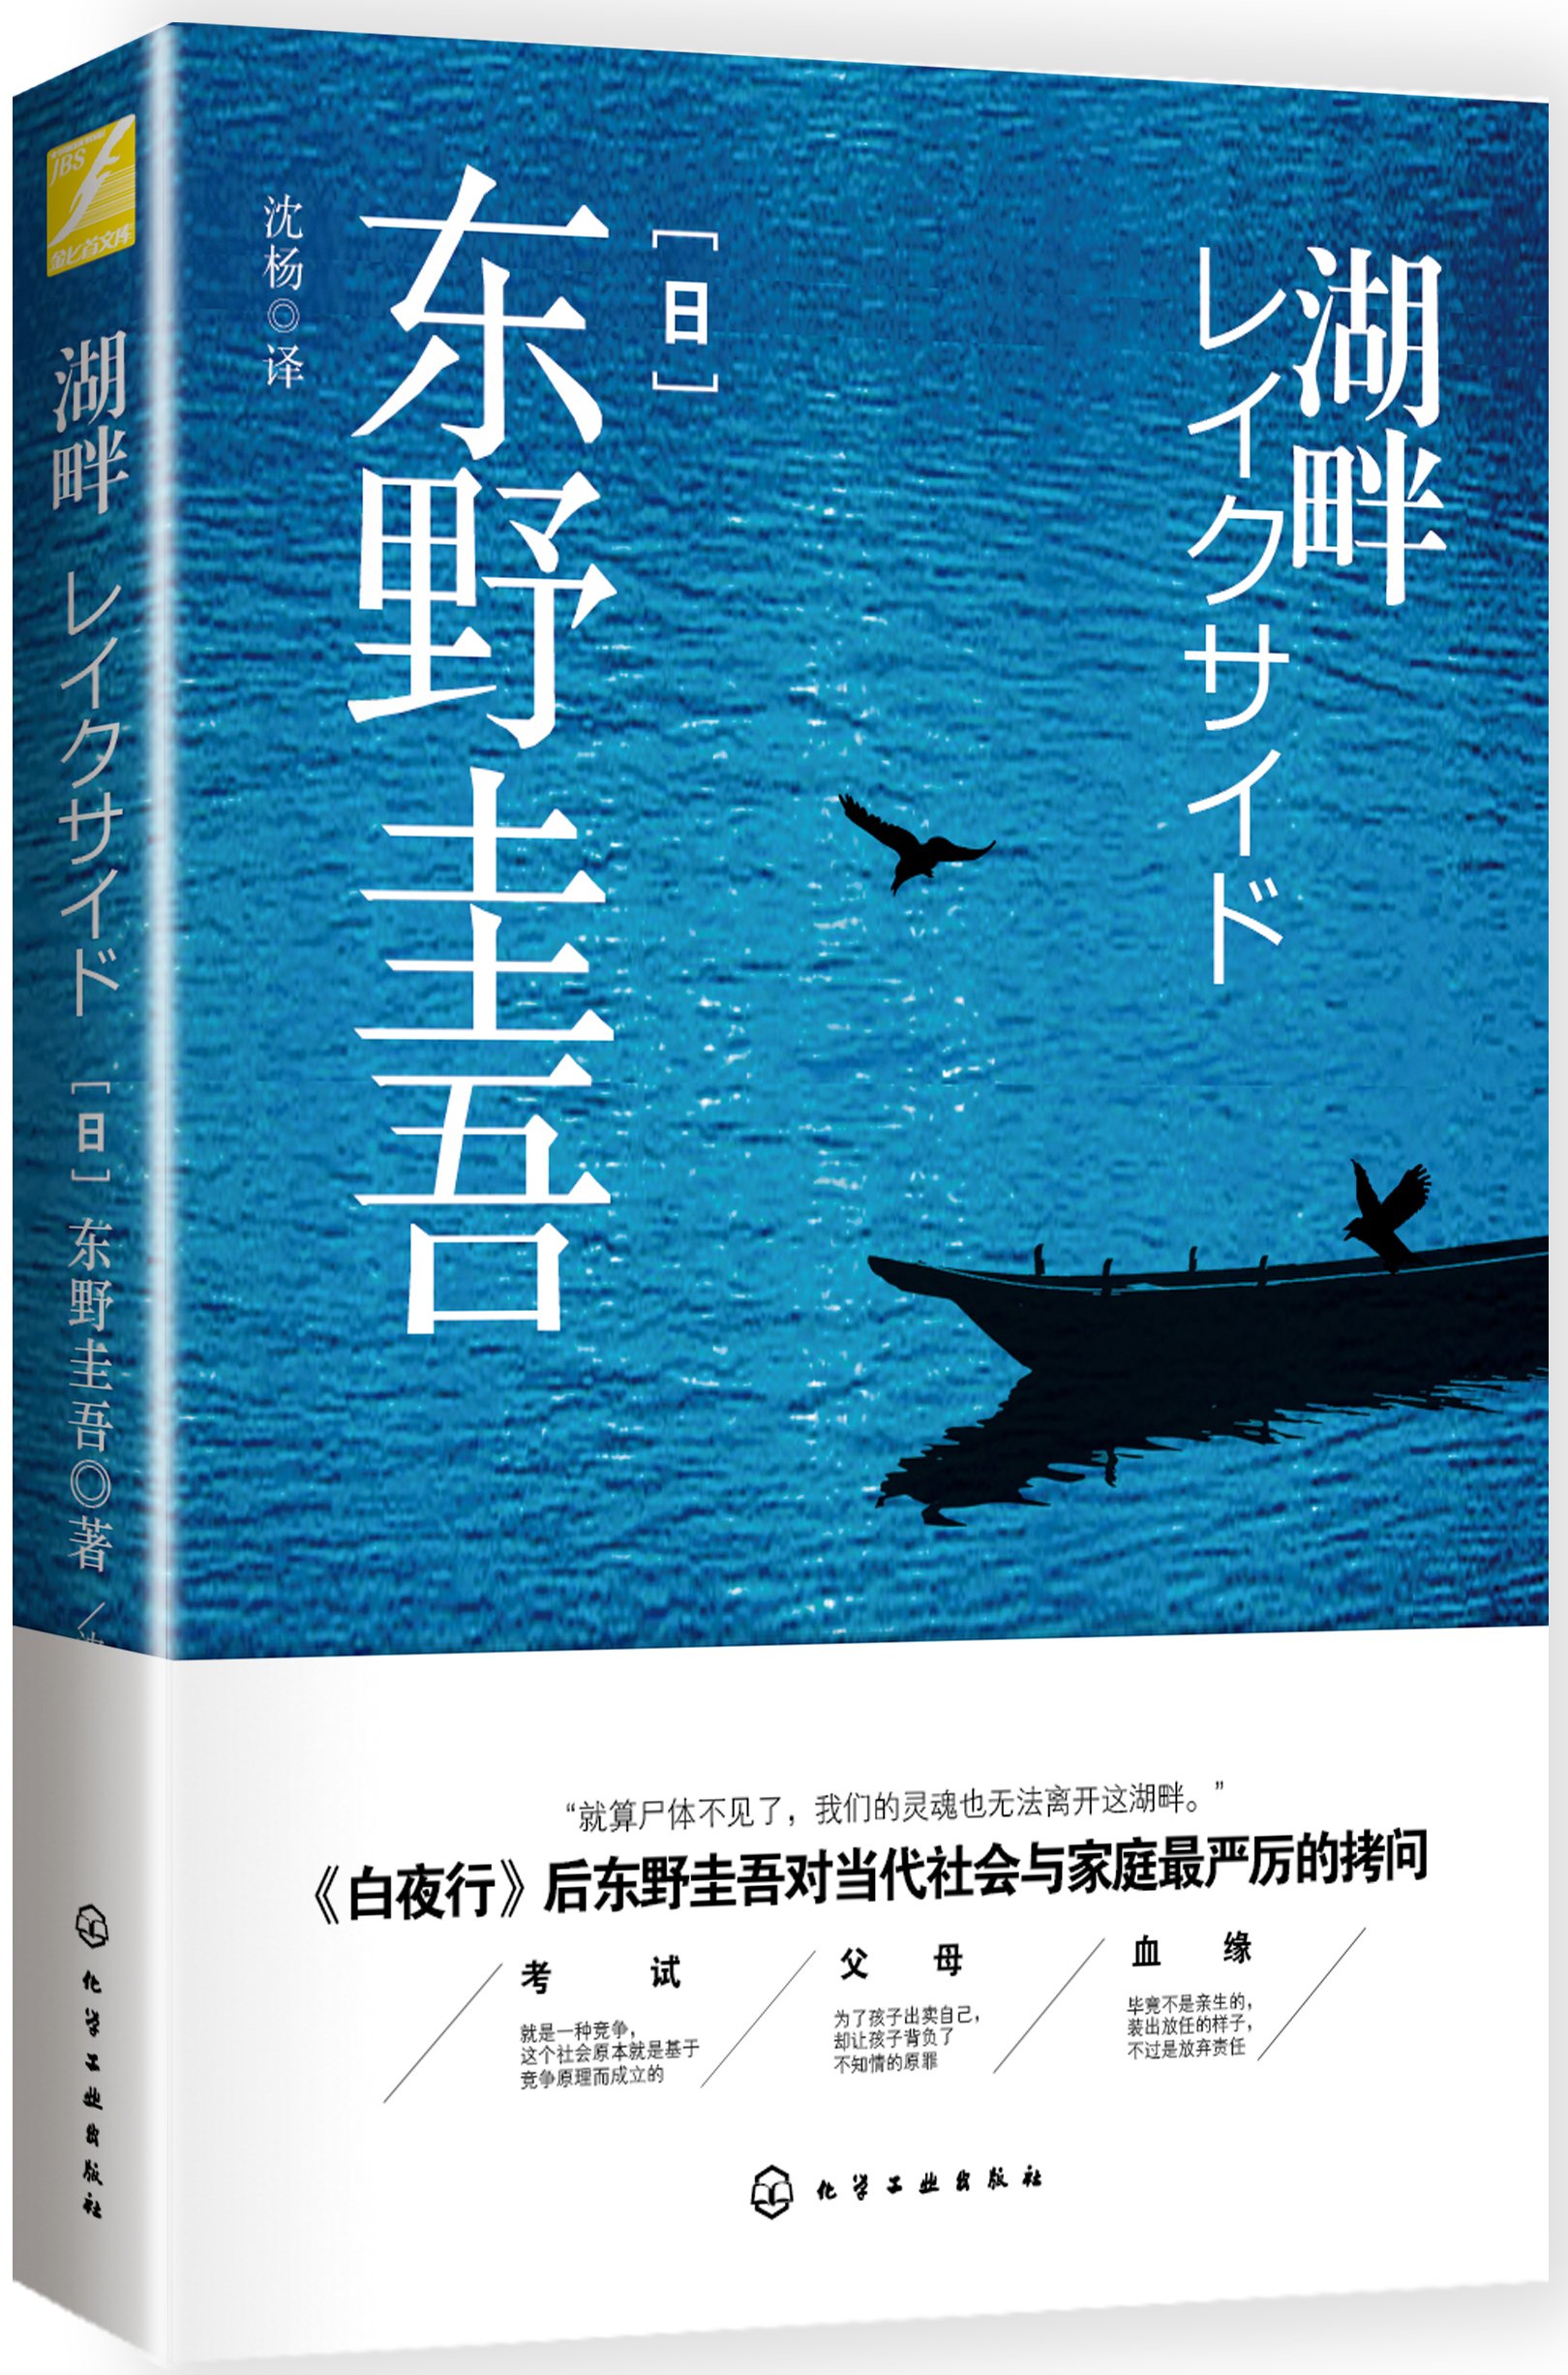 湖畔
レイクサイド
[日]
东野圭吾
沈杨◎译
“就算尸体不见了，我们的灵魂也无法离开这湖畔。”
《白夜行》后东野圭吾对当代社会与家庭最严厉的拷问
考试
就是一种竞争，
这个社会原本就是基于
竞争原理而成立的
父母
为了孩子出卖自己，
却让孩子背负了
不知情的原罪
血缘
毕竟不是亲生的，
装出放任的样子，
不过是放弃责任
化学工业出版社
JBS
金匕首文库
湖畔
レイクサイド
[日]
东野圭吾◎著
化学工业出版社